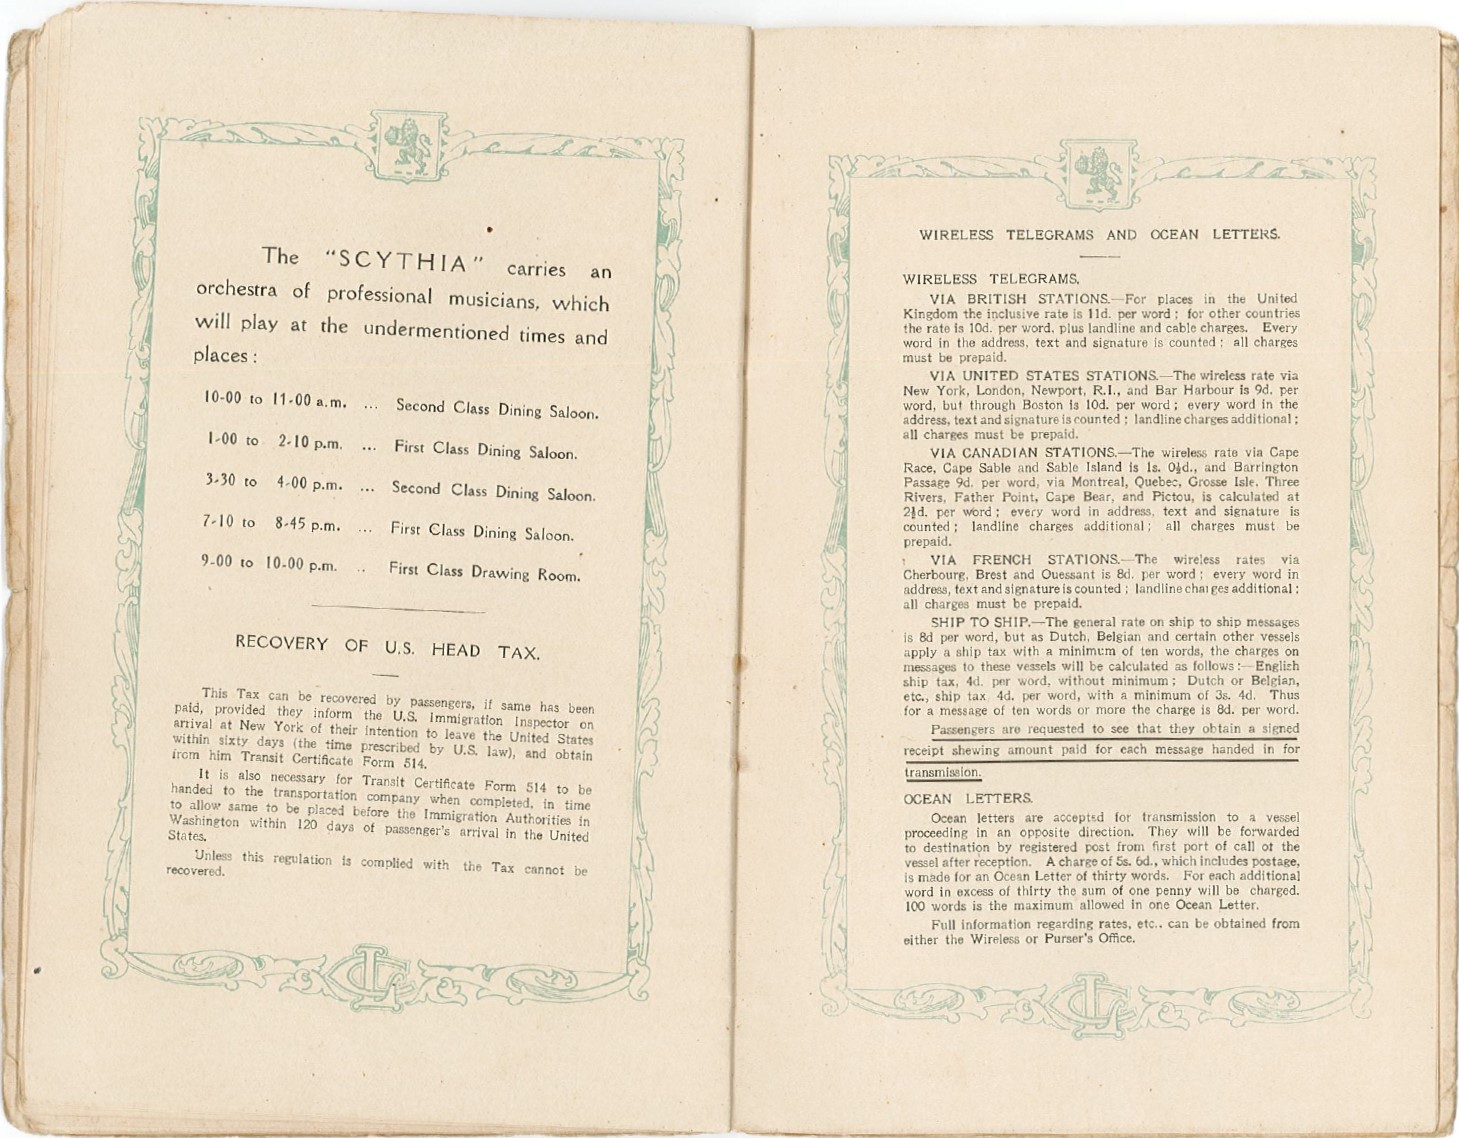 The "SCYTHIA" carries an
orchestra of professional musicians, which
will play at the undermentioned times and
places :
10-00 to 11-00 a.m. ... Second Class Dining Saloon.
1-00 to 2-10 p.m. ... First Class Dining Saloon.
3-30 to 4-00 p.m. ... Second Class Dining Saloon.
7-10 to 8-45 p.m. ... First Class Dining Saloon.
9-00 to 10-00 p.m. .. First Class Drawing Room.
RECOVERY OF U.S. HEAD TAX.
This Tax can be recovered by passengers, if same has been
paid, provided they inform the U.S. Immigration Inspector on
arrival at New York of their intention to leave the United States
within sixty days (the time prescribed by U.S. law), and obtain
from him Transit Certificate Form 514.
It is also necessary for Transit Certificate Form 514 to be
handed to the transportation company when completed, in time
to allow same to be placed before the Immigration Authorities in
Washington within 120 days of passenger's arrival in the United
States.
Unless this regulation is complied with the Tax cannot be
recovered.
WIRELESS TELEGRAMS AND OCEAN LETTERS.
WIRELESS TELEGRAMS.
VIA BRITISH STATIONS.—For places in the United
Kingdom the inclusive rate is 11d. per word ; for other countries
the rate is 10d. per word, plus landline and cable charges. Every
word in the address, text and signature is counted ; all charges
must be prepaid.
VIA UNITED STATES STATIONS.—The wireless rate via
New York, London, Newport, R.I., and Bar Harbour is 9d. per
word, but through Boston is 10d. per word ; every word in the
address, text and signature is counted ; landline charges additional ;
all charges must be prepaid.
VIA CANADIAN STATIONS.—The wireless rate via Cape
Race, Cape Sable and Sable Island is 1s. 0½d., and Barrington
Passage 9d. per word, via Montreal, Quebec, Grosse Isle, Three
Rivers, Father Point, Cape Bear, and Pictou, is calculated at
2½d. per word ; every word in address, text and signature is
counted ; landline charges additional ; all charges must be
prepaid.
VIA FRENCH STATIONS.—The wireless rates via
Cherbourg, Brest and Ouessant is 8d. per word ; every word in
address, text and signature is counted ; landline charges additional :
all charges must be prepaid.
SHIP TO SHIP.—The general rate on ship to ship messages
is 8d per word, but as Dutch, Belgian and certain other vessels
apply a ship tax with a minimum of ten words, the charges on
messages to these vessels will be calculated as follows :—English
ship tax, 4d. per word, without minimum ; Dutch or Belgian,
etc., ship tax 4d. per word, with a minimum of 3s. 4d. Thus
for a message of ten words or more the charge is 8d. per word.
Passengers are requested to see that they obtain a signed
receipt shewing amount paid for each message handed in for
transmission.
OCEAN LETTERS.
Ocean letters are accepted for transmission to a vessel
proceeding in an opposite direction. They will be forwarded
to destination by registered post from first port of call of the
vessel after reception. A charge of 5s. 6d., which includes postage,
is made for an Ocean Letter of thirty words. For each additional
word in excess of thirty the sum of one penny will be charged.
100 words is the maximum allowed in one Ocean Letter.
Full information regarding rates, etc.. can be obtained from
either the Wireless or Purser's Office.